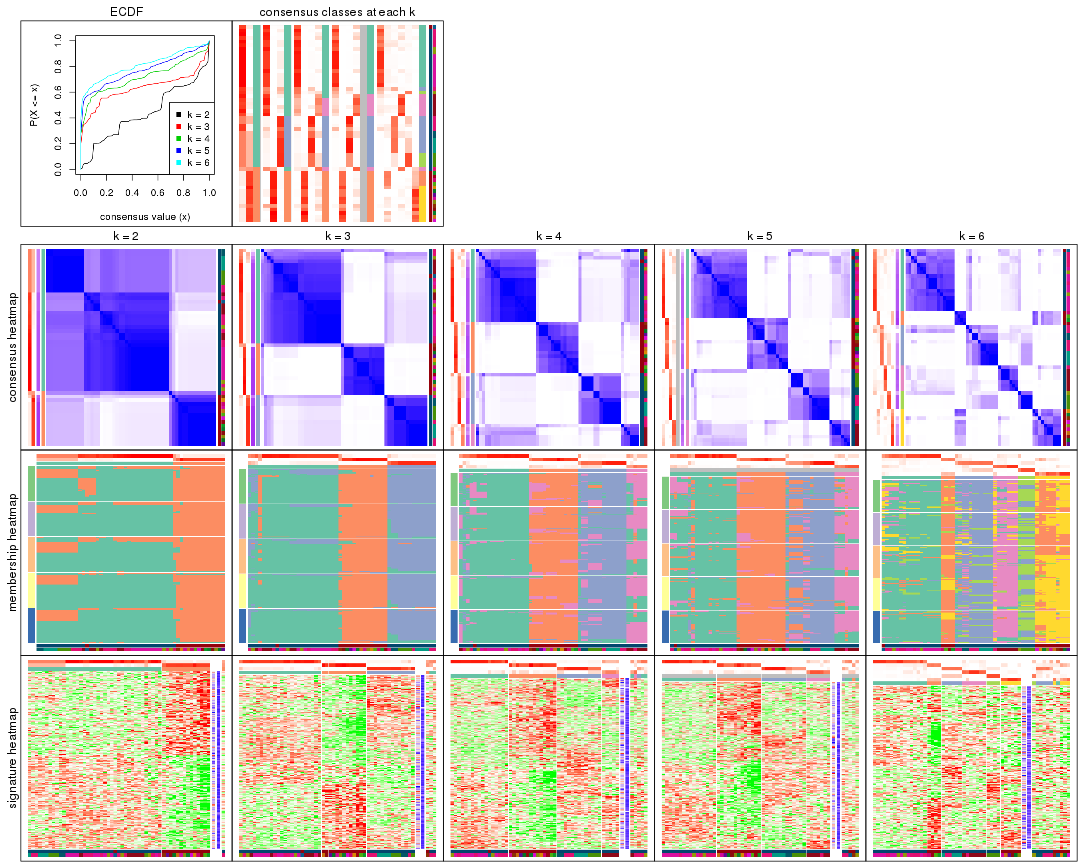 ECDF
consensus classes at each k
P(X <= x)
0.0 0.2 0.4 0.6 0.8 1.0
k = 2
k = 3
k = 4
k = 5
k = 6
0.0 0.2 0.4 0.6 0.8 1.0
consensus value (x)
k = 2 k = 3 k = 4 k = 5 k = 6
consensus heatmap
membership heatmap
signature heatmap